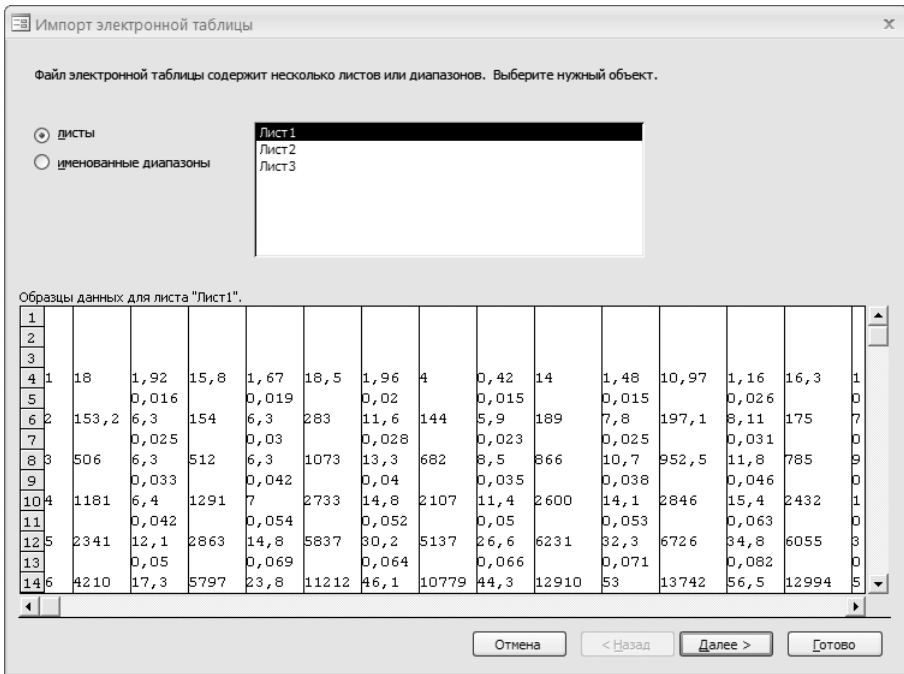 Импорт электронной таблицы
Файл электронной таблицы содержит несколько листов или диапазонов. Выберите нужный объект.
листы
именованные диапазоны
Лист1
Лист2
Лист3
Образцы данных для листа "Лист1".
1
2
3
4 1 18 1,92 15,8 1,67 18,5 1,96 4 0,42 14 1,48 10,97 1,16 16,3 1
5 0,016 0,019 0,02 0,015 0,015 0,026 0
6 2 153,2 6,3 154 6,3 283 11,6 144 5,9 189 7,8 197,1 8,11 175 7
7 0,025 0,03 0,028 0,023 0,025 0,031 0
8 3 506 6,3 512 6,3 1073 13,3 682 8,5 866 10,7 952,5 11,8 785 9
9 0,033 0,042 0,04 0,035 0,038 0,046 0
10 4 1181 6,4 1291 7 2733 14,8 2107 11,4 2600 14,1 2846 15,4 2432 1
11 0,042 0,054 0,052 0,05 0,053 0,063 0
12 5 2341 12,1 2863 14,8 5837 30,2 5137 26,6 6231 32,3 6726 34,8 6055 3
13 0,05 0,069 0,064 0,066 0,071 0,082 0
14 6 4210 17,3 5797 23,8 11212 46,1 10779 44,3 12910 53 13742 56,5 12994 5
Отмена < Назад Далее > Готово